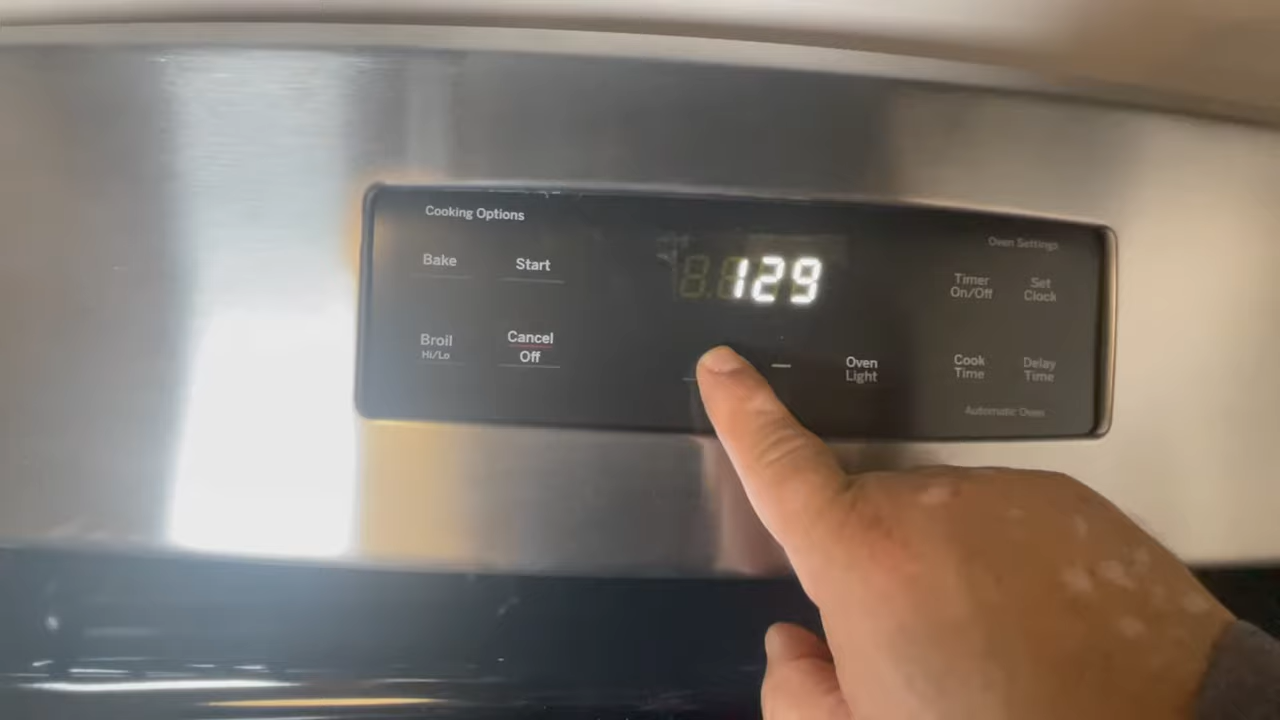 Cooking Options
Bake
Start
Broil
Hi/Lo
Cancel
Off
129
Oven
Light
Oven Settings
Timer
On/Off
Set
Clock
Cook
Time
Delay
Time
Automatic Oven